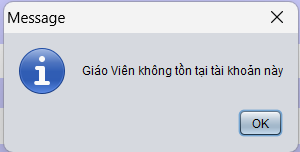 Message
Giáo Viên không tồn tại tài khoản này
OK